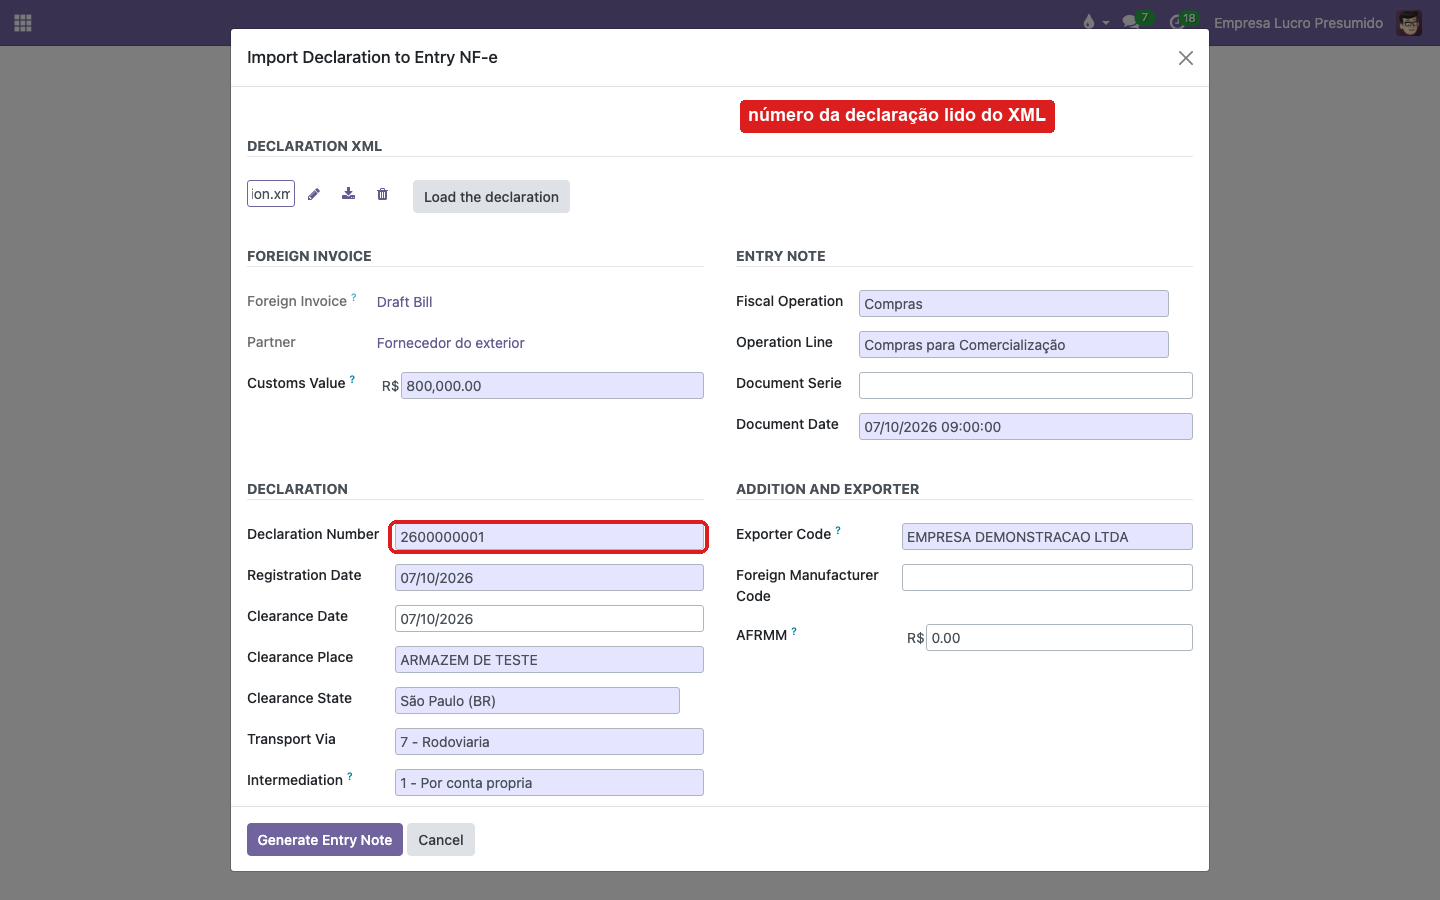 7
18
Empresa Lucro Presumido
Import Declaration to Entry NF-e
número da declaração lido do XML
DECLARATION XML
ion.xm
Load the declaration
FOREIGN INVOICE
Foreign Invoice ?
Draft Bill
Partner
Fornecedor do exterior
Customs Value ?
R$ 800,000.00
ENTRY NOTE
Fiscal Operation
Compras
Operation Line
Compras para Comercialização
Document Serie
Document Date
07/10/2026 09:00:00
DECLARATION
Declaration Number
2600000001
Registration Date
07/10/2026
Clearance Date
07/10/2026
Clearance Place
ARMAZEM DE TESTE
Clearance State
São Paulo (BR)
Transport Via
7 - Rodoviaria
Intermediation ?
1 - Por conta propria
ADDITION AND EXPORTER
Exporter Code ?
EMPRESA DEMONSTRACAO LTDA
Foreign Manufacturer
Code
AFRMM ?
R$ 0.00
Generate Entry Note
Cancel